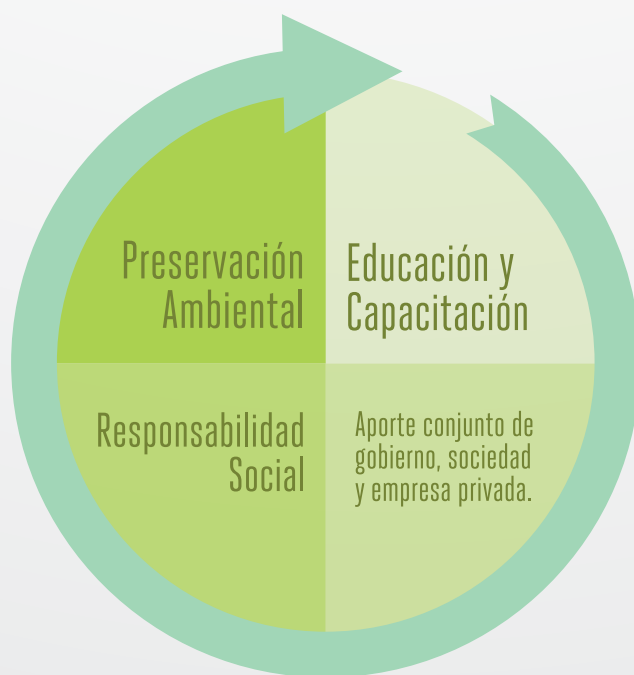 Preservación
Ambiental
Educación y
Capacitación
Responsabilidad
Social
Aporte conjunto de
gobierno, sociedad
y empresa privada.